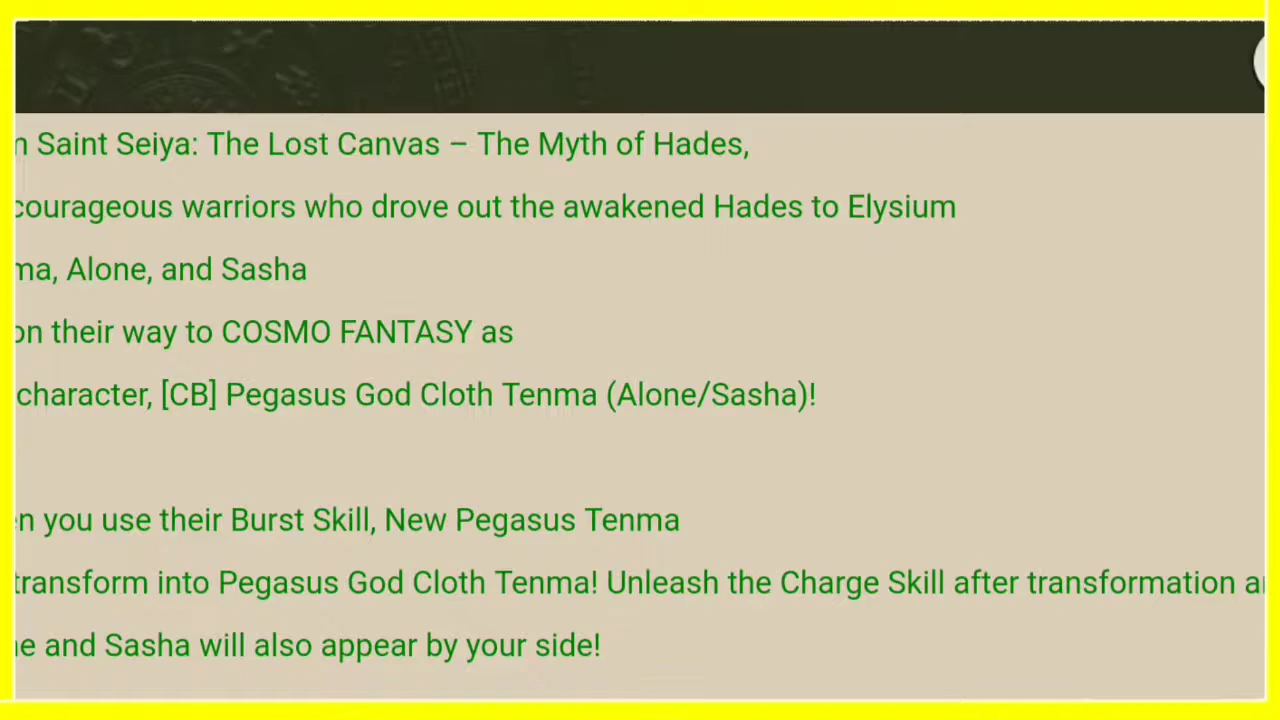 n Saint Seiya: The Lost Canvas – The Myth of Hades,
courageous warriors who drove out the awakened Hades to Elysium
ma, Alone, and Sasha
on their way to COSMO FANTASY as
character, [CB] Pegasus God Cloth Tenma (Alone/Sasha)!
en you use their Burst Skill, New Pegasus Tenma
transform into Pegasus God Cloth Tenma! Unleash the Charge Skill after transformation a
ne and Sasha will also appear by your side!